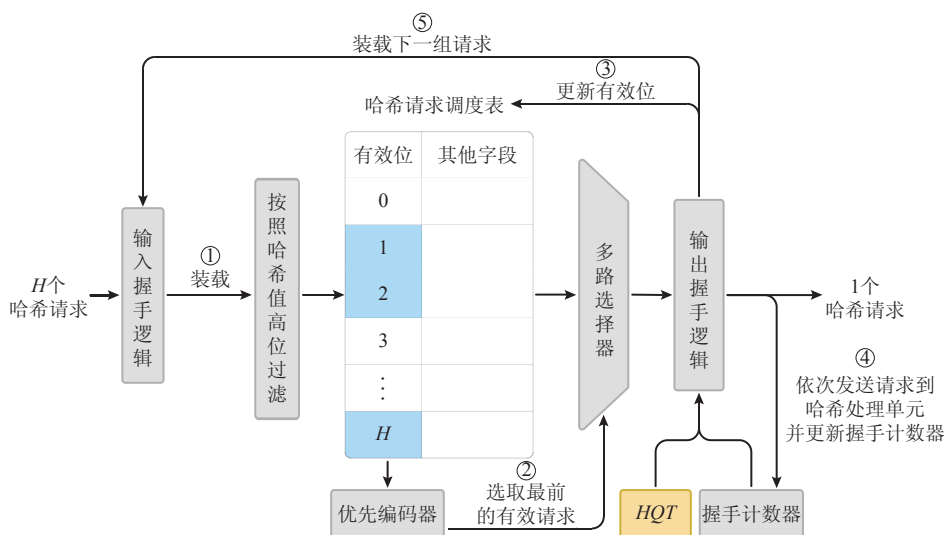 ⑤
装载下一组请求
③
更新有效位
哈希请求调度表
有效位
其他字段
0
1
2
3
⋮
H
H个
哈希请求
输入握手逻辑
①
装载
按照哈希值高位过滤
多路选择器
输出握手逻辑
1个
哈希请求
④
依次发送请求到
哈希处理单元
并更新握手计数器
②
选取最前
的有效请求
优先编码器
HQT
握手计数器